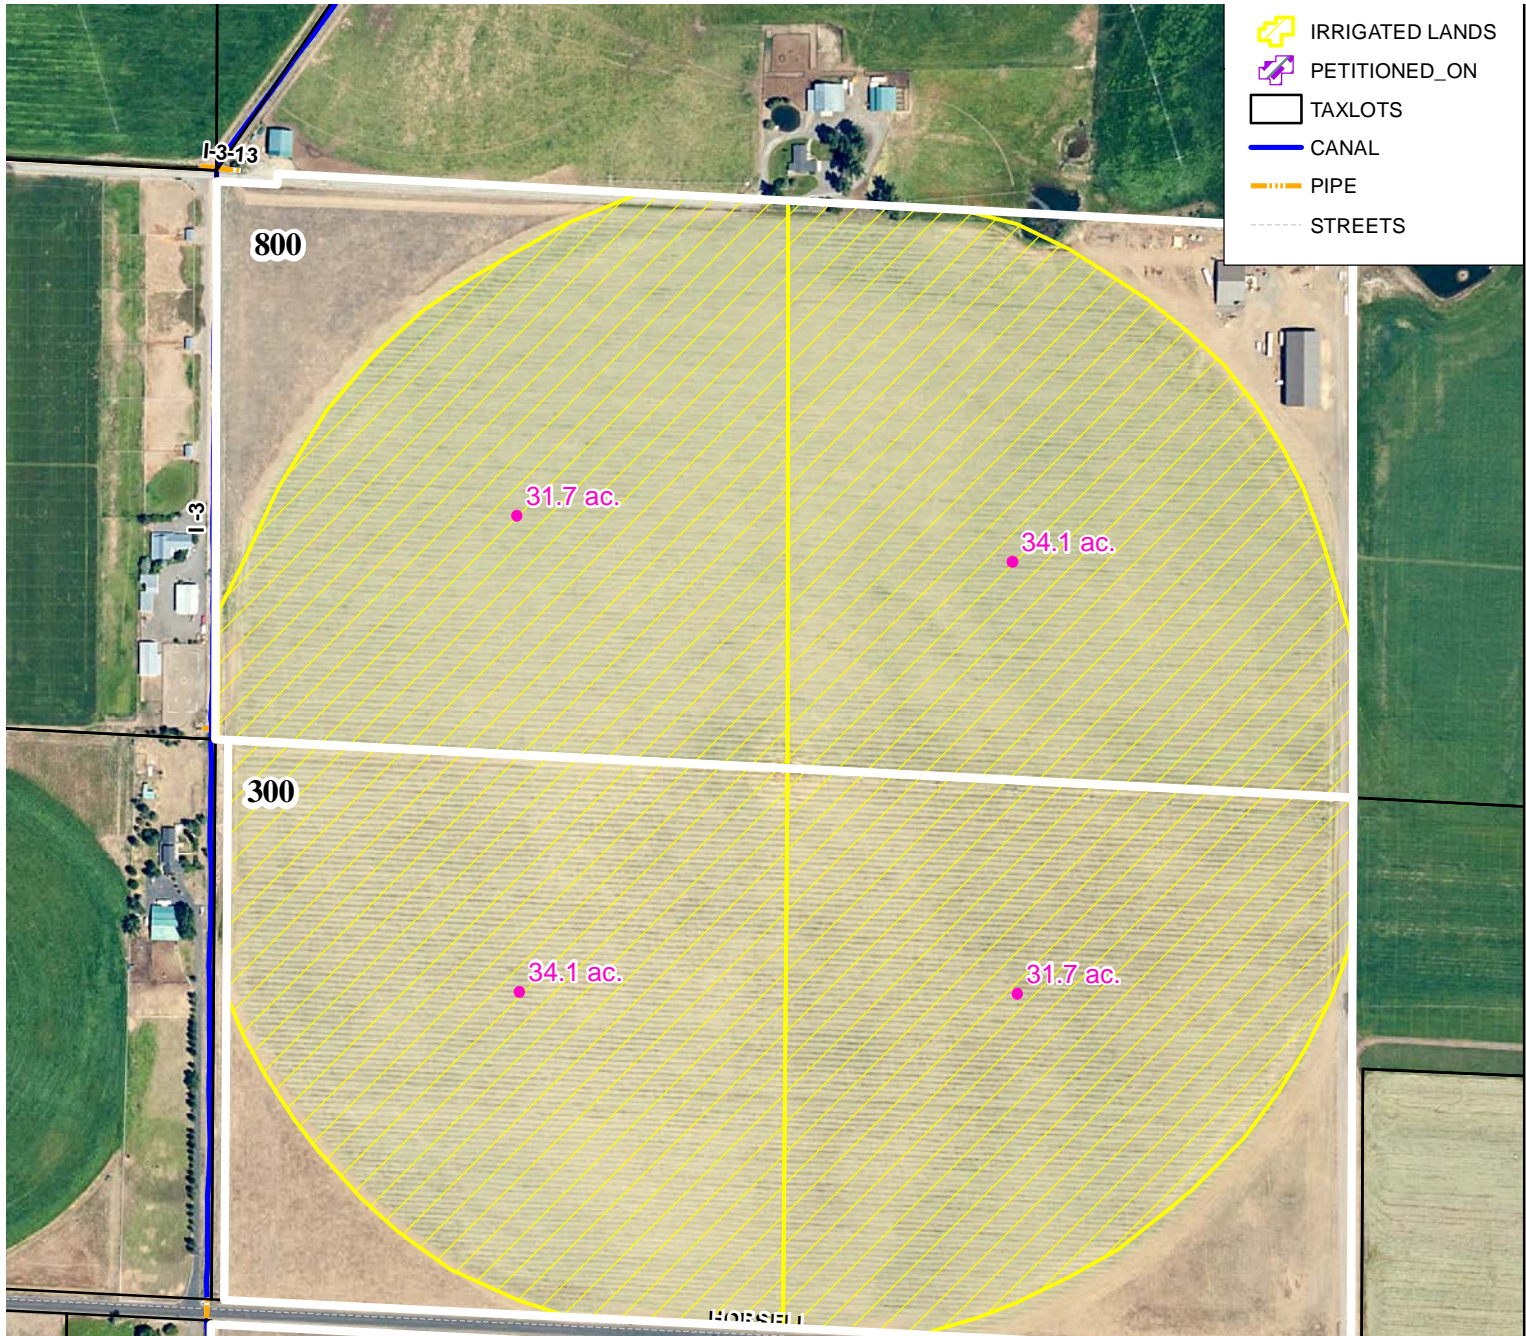 IRRIGATED LANDS
PETITIONED_ON
TAXLOTS
CANAL
PIPE
STREETS
I-3-13
800
31.7 ac.
I -3
34.1 ac.
300
34.1 ac.
31.7 ac.